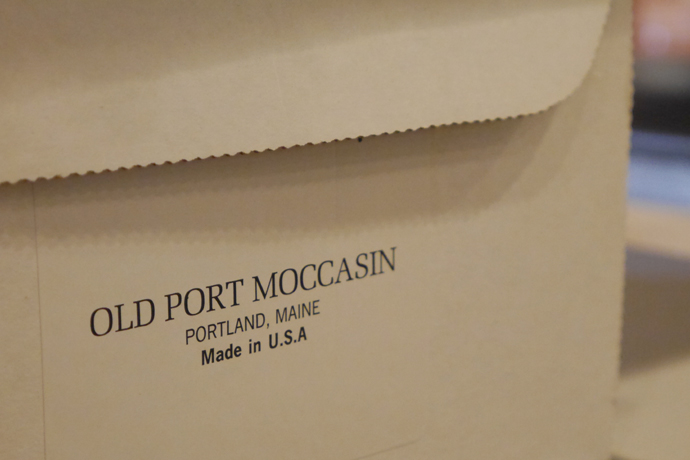 OLD PORT MOCCASIN
PORTLAND, MAINE
Made in U.S.A